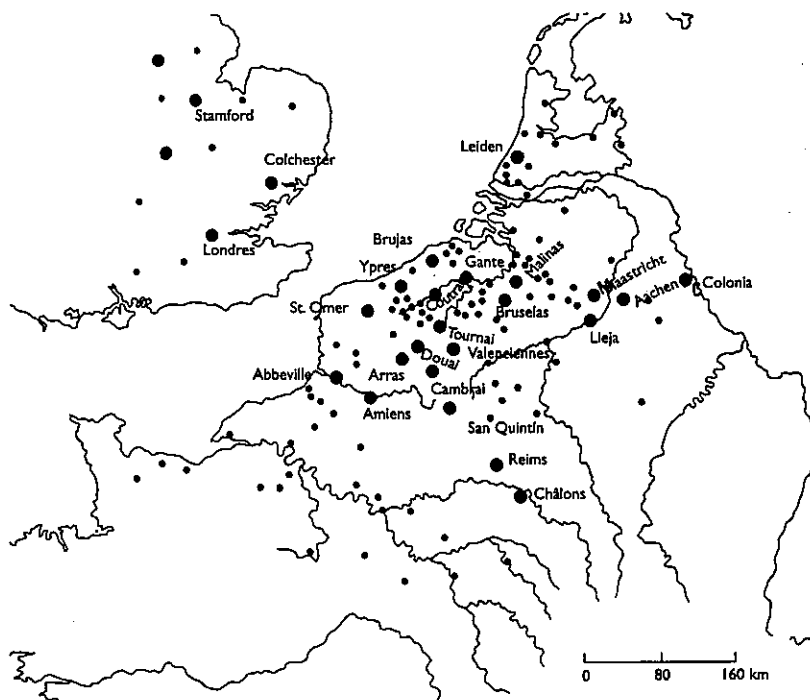 Stamford
Leiden
Colchester
Londres
Brujas
Gante
Malinas
Ypres
Maastricht
Colonia
Courtrai
Aachen
St. Omer
Bruselas
Tournai
Lieja
Douai
Valenciennes
Abbeville
Arras
Cambrai
Amiens
San Quintín
Reims
Châlons
0 80 160 km